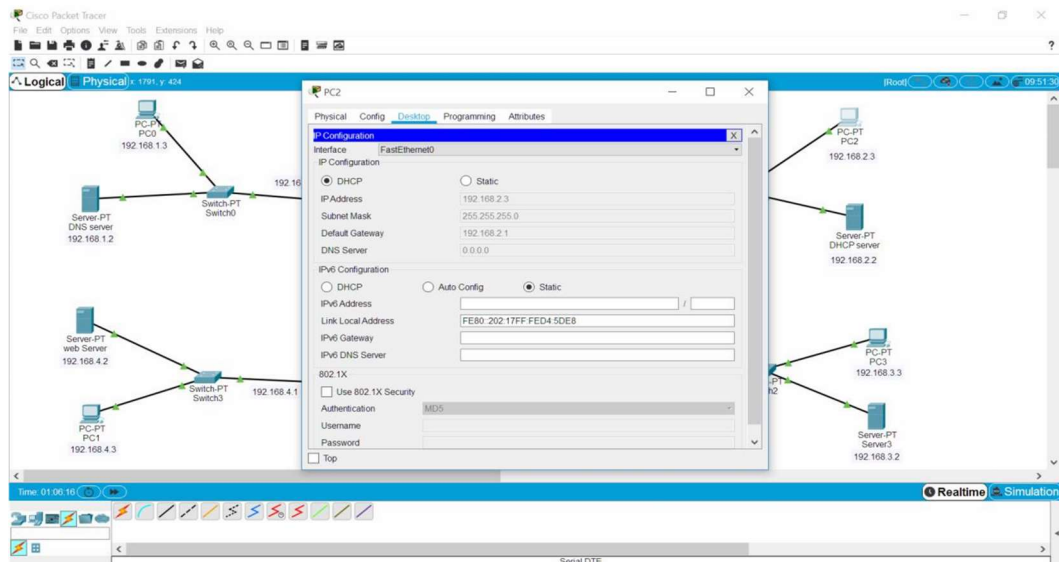 Cisco Packet Tracer
File Edit Options View Tools Extensions Help
?
Logical Physical x: 1791, y: 424 [Root] 09:51:30
PC-PT
PC0
192.168.1.3
Server-PT
DNS server
192.168.1.2
Switch-PT
Switch0
192.16
Server-PT
web Server
192.168.4.2
Switch-PT
Switch3
192.168.4.1
PC-PT
PC1
192.168.4.3
PC2
Physical Config Desktop Programming Attributes
IP Configuration X
Interface FastEthernet0
IP Configuration
DHCP Static
IP Address 192.168.2.3
Subnet Mask 255.255.255.0
Default Gateway 192.168.2.1
DNS Server 0.0.0.0
IPv6 Configuration
DHCP Auto Config Static
IPv6 Address /
Link Local Address FE80::202:17FF:FED4:5DE8
IPv6 Gateway
IPv6 DNS Server
802.1X
Use 802.1X Security
Authentication MD5
Username
Password
Top
PC-PT
PC2
192.168.2.3
Server-PT
DHCP server
192.168.2.2
PC-PT
PC3
192.168.3.3
-PT
h2
Server-PT
Server3
192.168.3.2
Time: 01:06:16 Realtime Simulation
Serial DTE